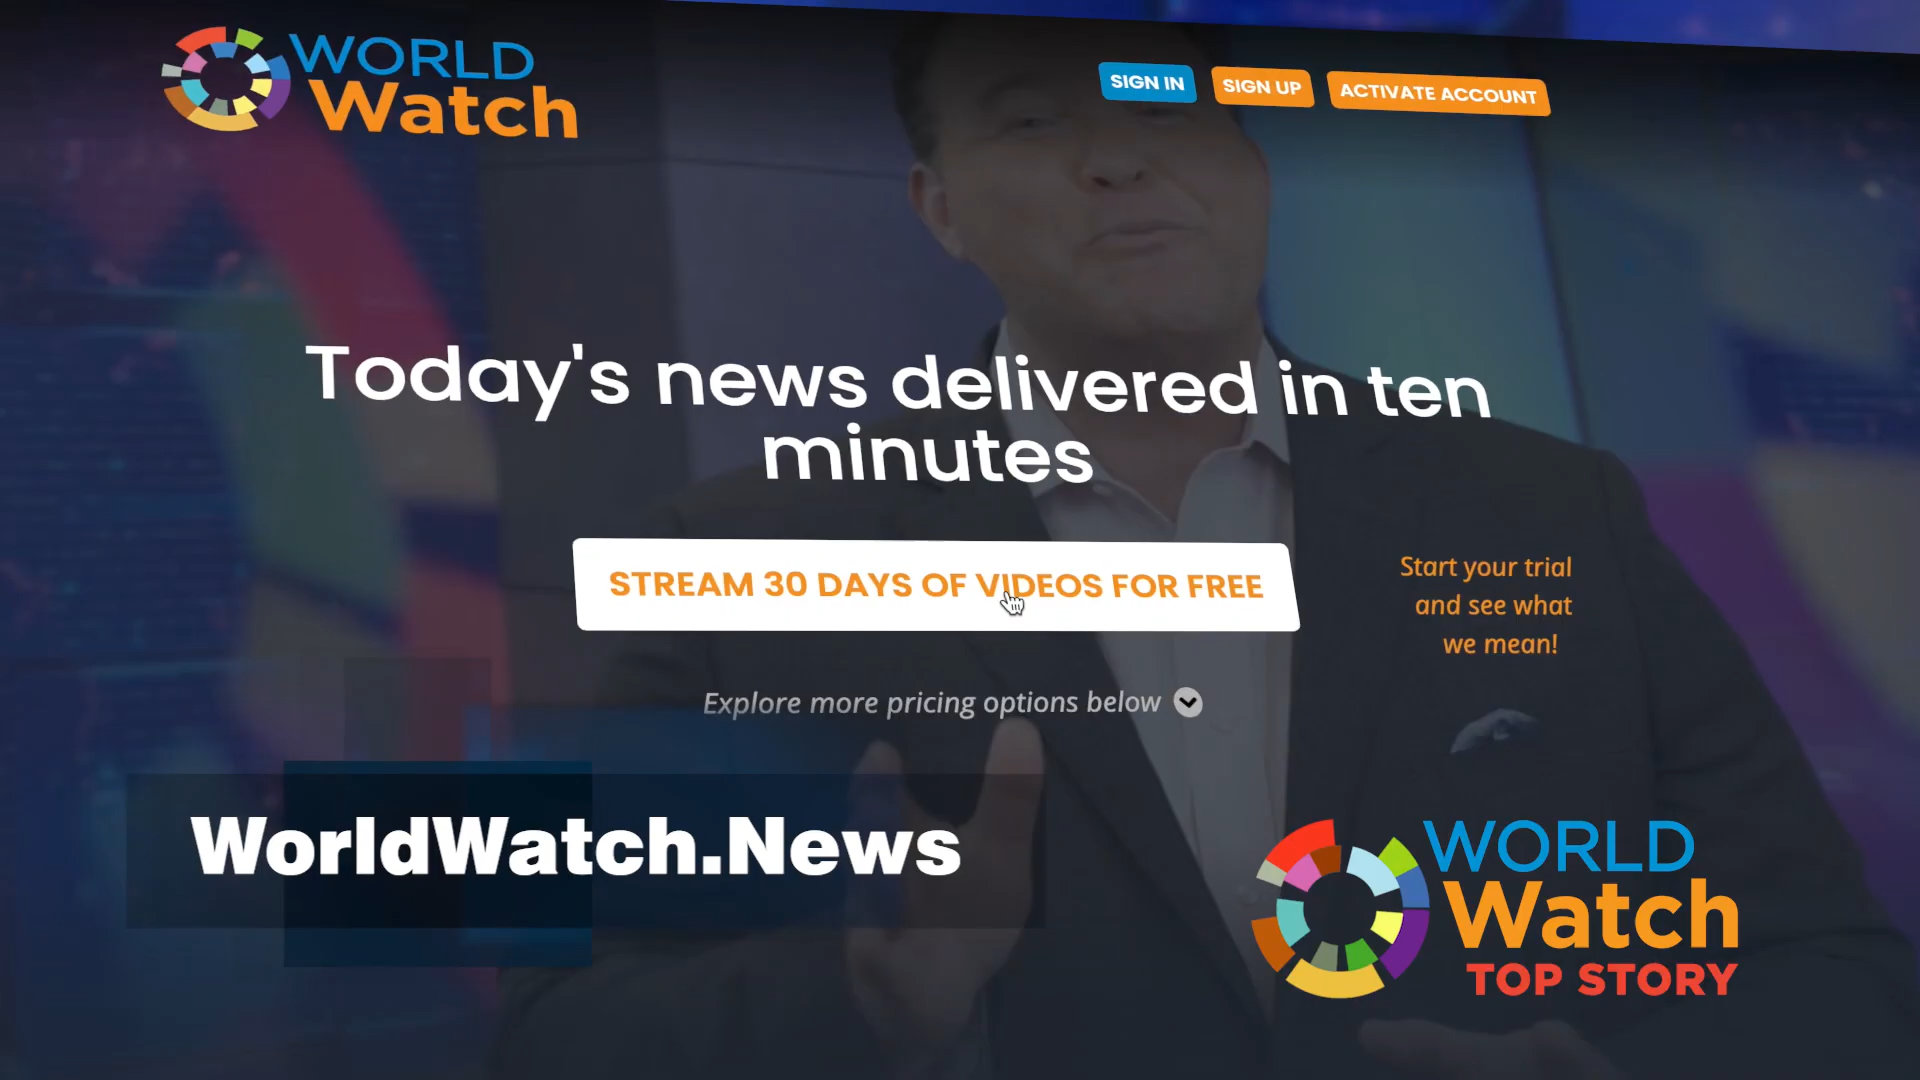 WORLD
Watch
SIGN IN
SIGN UP
ACTIVATE ACCOUNT
Today's news delivered in ten
minutes
STREAM 30 DAYS OF VIDEOS FOR FREE
Start your trial
and see what
we mean!
Explore more pricing options below
WorldWatch.News
WORLD
Watch
TOP STORY